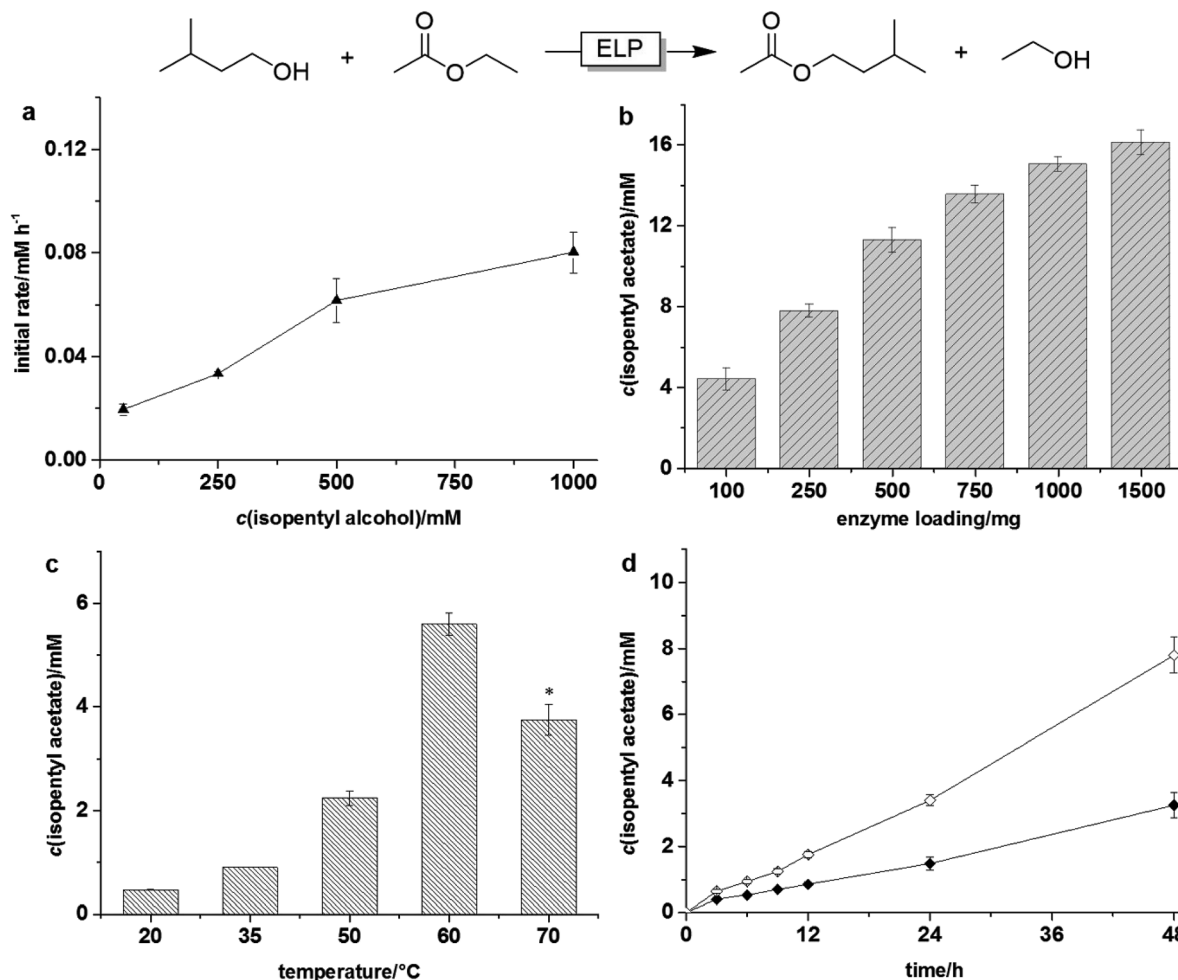 OH + O O ELP O O + OH
a
initial rate/mM h⁻¹
0.12
0.08
0.04
0.00
0 250 500 750 1000
c(isopentyl alcohol)/mM
b
c(isopentyl acetate)/mM
16
12
8
4
0
100 250 500 750 1000 1500
enzyme loading/mg
c
c(isopentyl acetate)/mM
6
4
2
0
*
20 35 50 60 70
temperature/°C
d
c(isopentyl acetate)/mM
10
8
6
4
2
0
0 12 24 36 48
time/h